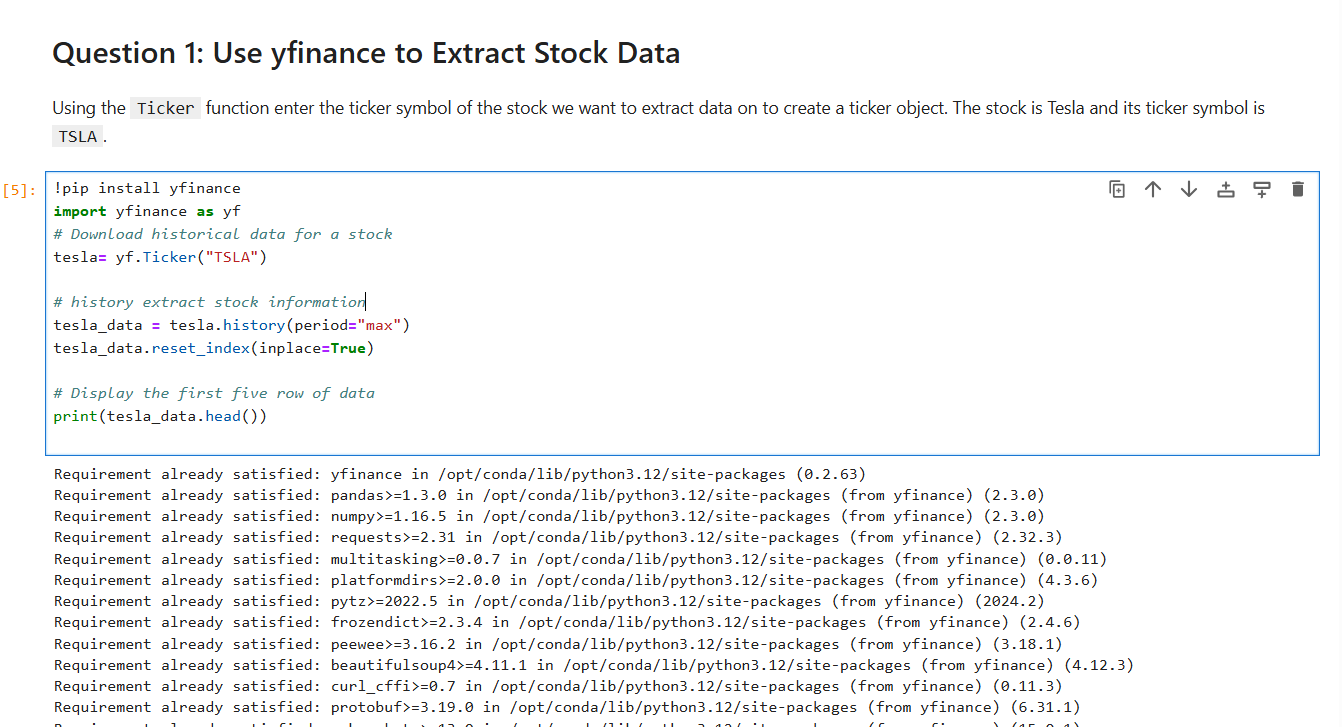 Question 1: Use yfinance to Extract Stock Data
Using the Ticker function enter the ticker symbol of the stock we want to extract data on to create a ticker object. The stock is Tesla and its ticker symbol is
TSLA .
[5]:
!pip install yfinance
import yfinance as yf
# Download historical data for a stock
tesla= yf.Ticker("TSLA")
# history extract stock information
tesla_data = tesla.history(period="max")
tesla_data.reset_index(inplace=True)
# Display the first five row of data
print(tesla_data.head())
Requirement already satisfied: yfinance in /opt/conda/lib/python3.12/site-packages (0.2.63)
Requirement already satisfied: pandas>=1.3.0 in /opt/conda/lib/python3.12/site-packages (from yfinance) (2.3.0)
Requirement already satisfied: numpy>=1.16.5 in /opt/conda/lib/python3.12/site-packages (from yfinance) (2.3.0)
Requirement already satisfied: requests>=2.31 in /opt/conda/lib/python3.12/site-packages (from yfinance) (2.32.3)
Requirement already satisfied: multitasking>=0.0.7 in /opt/conda/lib/python3.12/site-packages (from yfinance) (0.0.11)
Requirement already satisfied: platformdirs>=2.0.0 in /opt/conda/lib/python3.12/site-packages (from yfinance) (4.3.6)
Requirement already satisfied: pytz>=2022.5 in /opt/conda/lib/python3.12/site-packages (from yfinance) (2024.2)
Requirement already satisfied: frozendict>=2.3.4 in /opt/conda/lib/python3.12/site-packages (from yfinance) (2.4.6)
Requirement already satisfied: peewee>=3.16.2 in /opt/conda/lib/python3.12/site-packages (from yfinance) (3.18.1)
Requirement already satisfied: beautifulsoup4>=4.11.1 in /opt/conda/lib/python3.12/site-packages (from yfinance) (4.12.3)
Requirement already satisfied: curl_cffi>=0.7 in /opt/conda/lib/python3.12/site-packages (from yfinance) (0.11.3)
Requirement already satisfied: protobuf>=3.19.0 in /opt/conda/lib/python3.12/site-packages (from yfinance) (6.31.1)